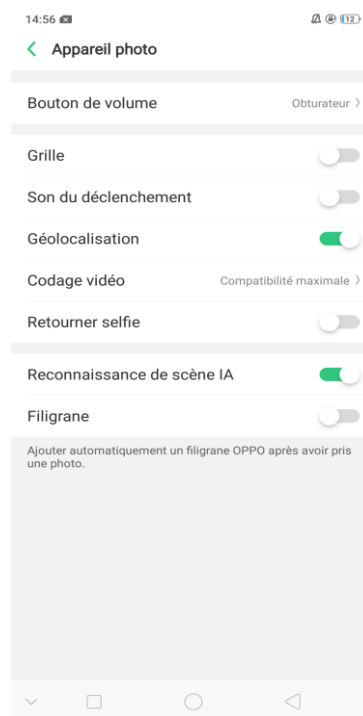 14:56
12
Appareil photo
Bouton de volume Obturateur
Grille
Son du déclenchement
Géolocalisation
Codage vidéo Compatibilité maximale
Retourner selfie
Reconnaissance de scène IA
Filigrane
Ajouter automatiquement un filigrane OPPO après avoir pris
une photo.